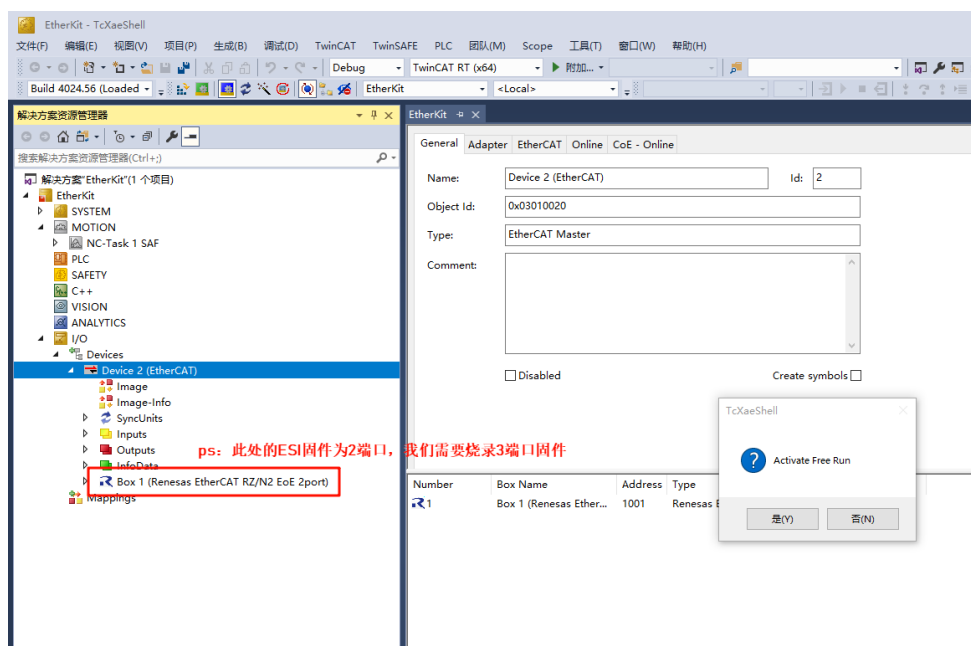 EtherKit - TcXaeShell
文件(F) 编辑(E) 视图(V) 项目(P) 生成(B) 调试(D) TwinCAT TwinSAFE PLC 团队(M) Scope 工具(T) 窗口(W) 帮助(H)
Debug TwinCAT RT (x64) 附加...
Build 4024.56 (Loaded EtherKit <Local>
解决方案资源管理器
搜索解决方案资源管理器(Ctrl+;)
解决方案"EtherKit"(1 个项目)
EtherKit
SYSTEM
MOTION
NC-Task 1 SAF
PLC
SAFETY
C++
VISION
ANALYTICS
I/O
Devices
Device 2 (EtherCAT)
Image
Image-Info
SyncUnits
Inputs
Outputs
InfoData
Box 1 (Renesas EtherCAT RZ/N2 EoE 2port)
Mappings
ps：此处的ESI固件为2端口，我们需要烧录3端口固件
EtherKit
General Adapter EtherCAT Online CoE - Online
Name: Device 2 (EtherCAT) Id: 2
Object Id: 0x03010020
Type: EtherCAT Master
Comment:
Disabled Create symbols
Number Box Name Address Type
1 Box 1 (Renesas Ether... 1001 Renesas E
TcXaeShell
Activate Free Run
是(Y) 否(N)